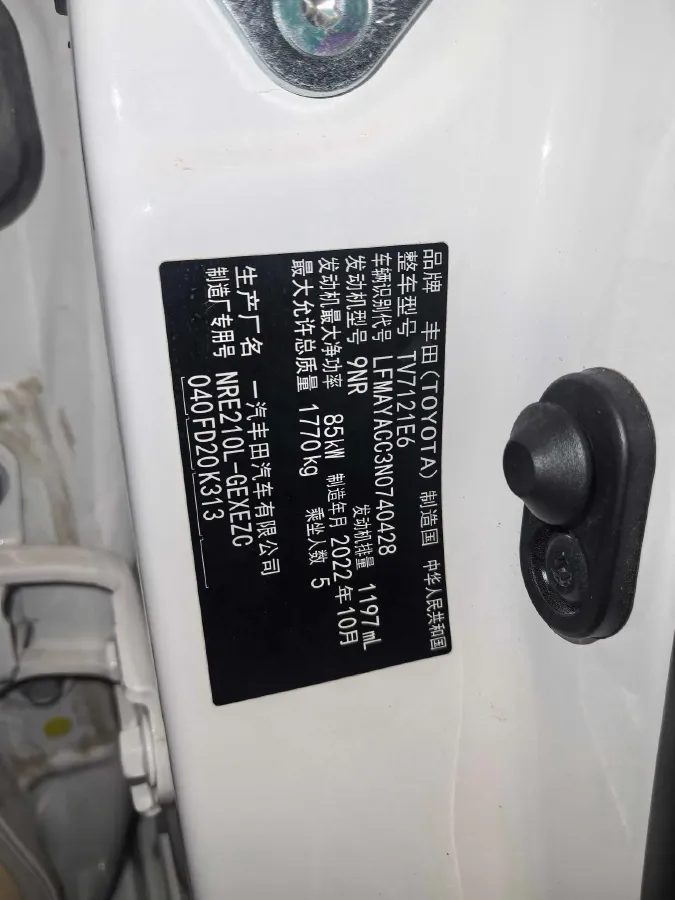 品牌 丰田(TOYOTA) 制造国 中华人民共和国
整车型号 TV7121E6
车辆识别代号 LFMAYACC3N0740428
发动机型号 9NR 发动机排量 1197 mL
发动机最大净功率 85kW 制造年月 2022年10月
最大允许总质量 1770kg 乘坐人数 5
生产厂名 一汽丰田汽车有限公司
制造厂专用号 NRE210L-GEXEZC
040FD20K313